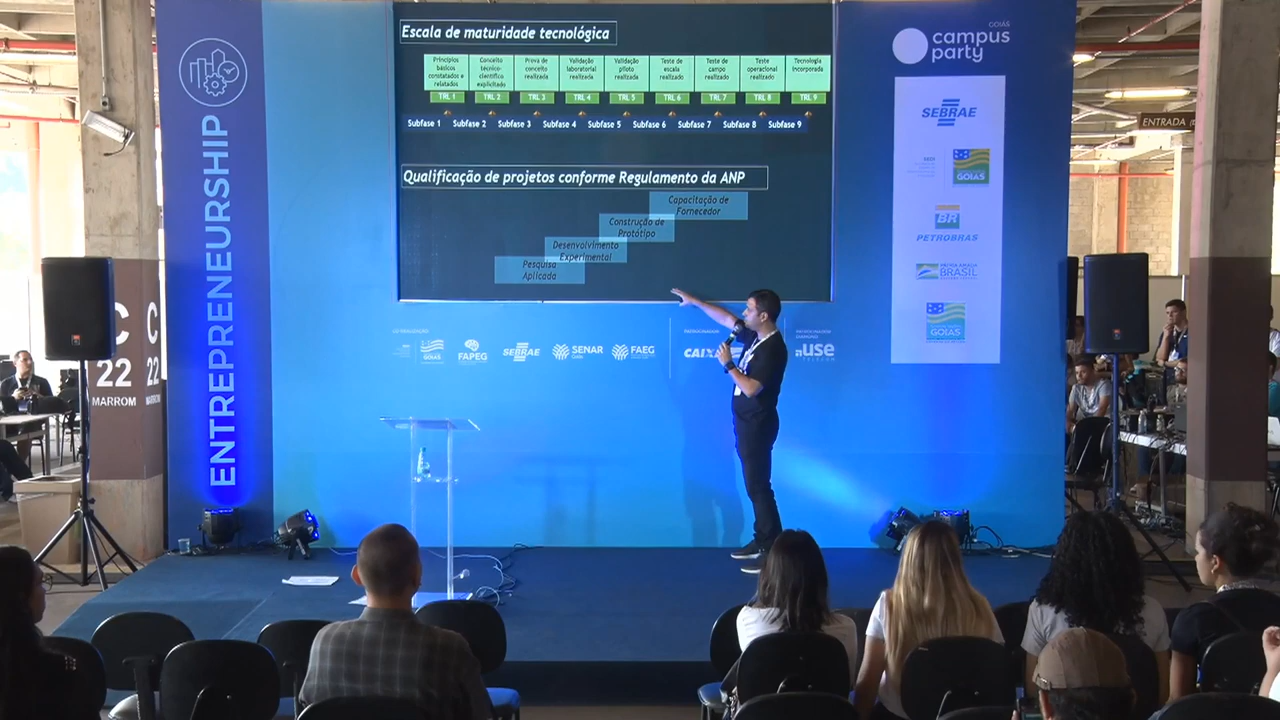 ENTREPRENEURSHIP
Escala de maturidade tecnológica
Princípios básicos constatados e relatados
Conceito técnico-científico explicitado
Prova de conceito realizada
Validação laboratorial realizada
Validação piloto realizada
Teste de escala realizado
Teste de campo realizado
Teste operacional realizado
Tecnologia incorporada
TRL 1 TRL 2 TRL 3 TRL 4 TRL 5 TRL 6 TRL 7 TRL 8 TRL 9
Subfase 1 Subfase 2 Subfase 3 Subfase 4 Subfase 5 Subfase 6 Subfase 7 Subfase 8 Subfase 9
Qualificação de projetos conforme Regulamento da ANP
Capacitação de
Fornecedor
Construção de
Protótipo
Desenvolvimento
Experimental
Pesquisa
Aplicada
GOIÁS
campus
party
SEBRAE
GOIÁS
BR
PETROBRAS
PÁTRIA AMADA
BRASIL
GOIÁS
FAPEG
SEBRAE
SENAR
FAEG
CAIXA
use
TELECOM
ENTRADA
C
22
MARROM
C
22
MARROM